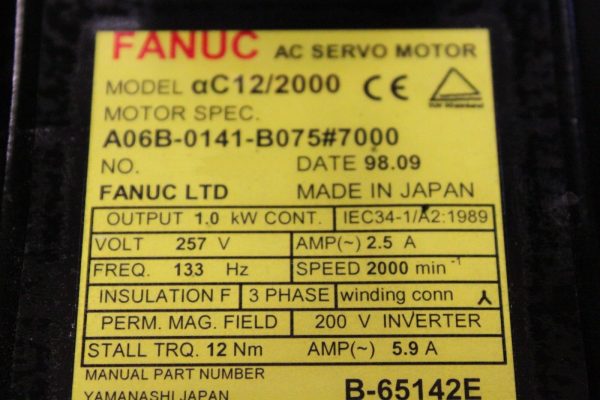 FANUC AC SERVO MOTOR
MODEL αC12/2000 CE
MOTOR SPEC.
A06B-0141-B075#7000
NO. DATE 98.09
FANUC LTD MADE IN JAPAN
OUTPUT 1.0 kW CONT. IEC34-1/A2:1989
VOLT 257 V AMP(~) 2.5 A
FREQ. 133 Hz SPEED 2000 min⁻¹
INSULATION F 3 PHASE winding conn
PERM. MAG. FIELD 200 V INVERTER
STALL TRQ. 12 Nm AMP(~) 5.9 A
MANUAL PART NUMBER
YAMANASHI JAPAN B-65142E